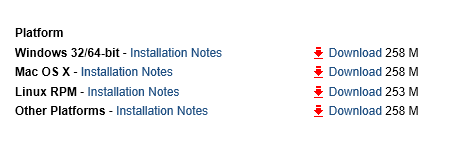 Platform
Windows 32/64-bit - Installation Notes Download 258 M
Mac OS X - Installation Notes Download 258 M
Linux RPM - Installation Notes Download 253 M
Other Platforms - Installation Notes Download 258 M